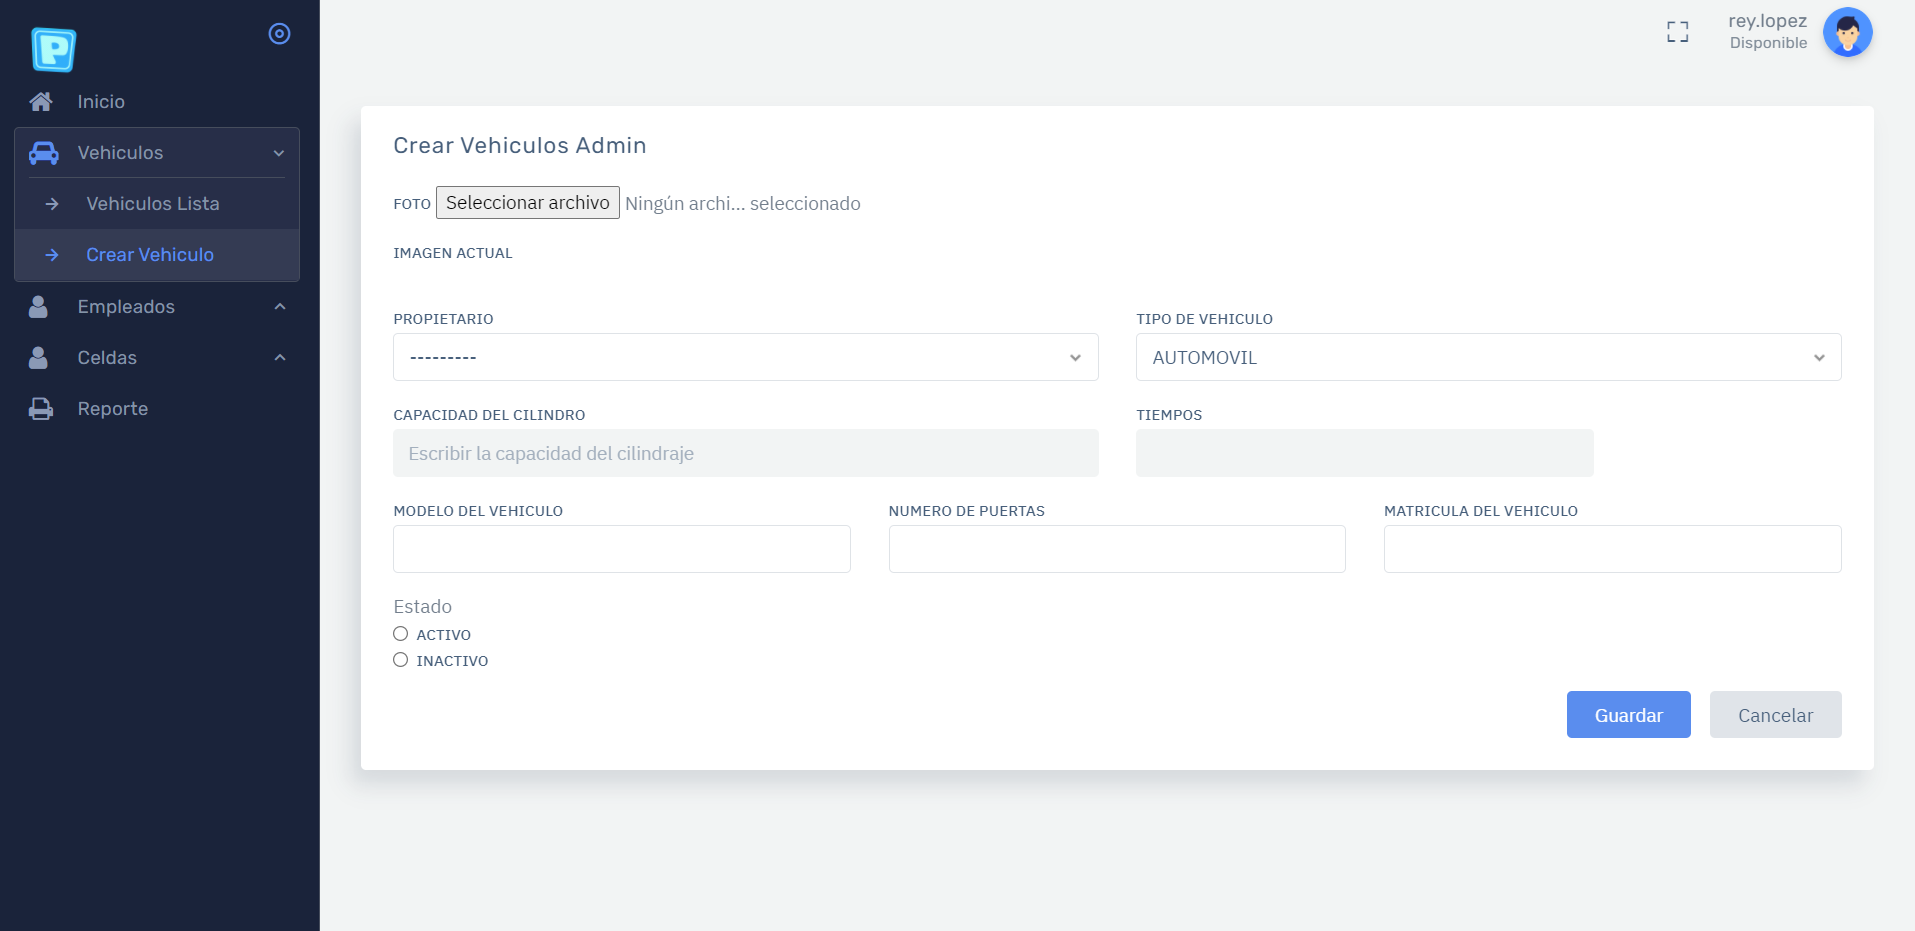 P
rey.lopez
Disponible
Inicio
Vehiculos
Vehiculos Lista
Crear Vehiculo
Empleados
Celdas
Reporte
Crear Vehiculos Admin
FOTO Seleccionar archivo Ningún archi... seleccionado
IMAGEN ACTUAL
PROPIETARIO TIPO DE VEHICULO
--------- AUTOMOVIL
CAPACIDAD DEL CILINDRO TIEMPOS
Escribir la capacidad del cilindraje
MODELO DEL VEHICULO NUMERO DE PUERTAS MATRICULA DEL VEHICULO
Estado
ACTIVO
INACTIVO
Guardar Cancelar